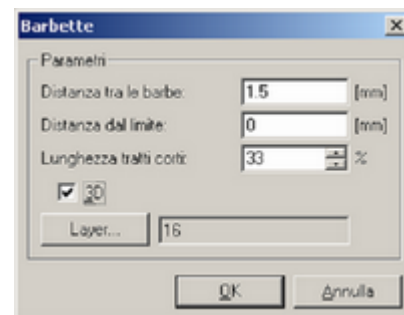 Barbette
Parametri
Distanza tra le barbe: 1.5 [mm]
Distanza dal limite: 0 [mm]
Lunghezza tratti corti: 33 %
3D
Layer... 16
OK Annulla